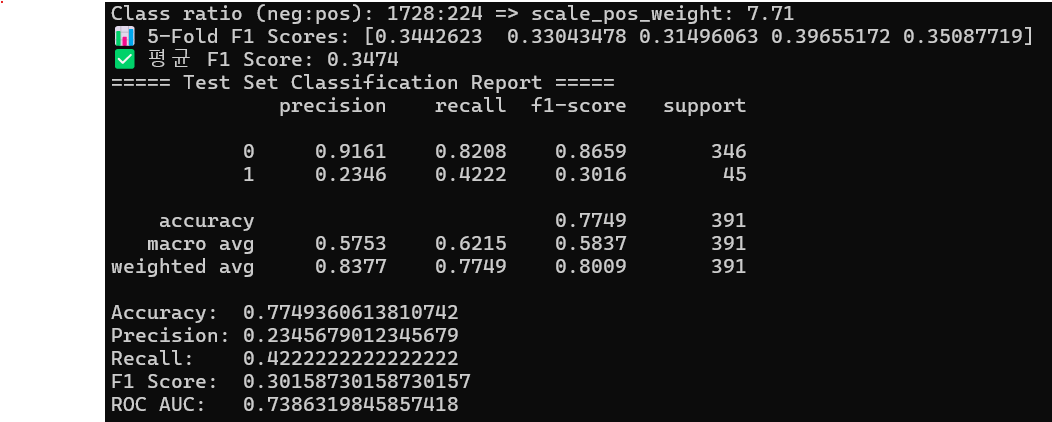 Class ratio (neg:pos): 1728:224 => scale_pos_weight: 7.71
📊 5-Fold F1 Scores: [0.3442623  0.33043478 0.31496063 0.39655172 0.35087719]
✅ 평균 F1 Score: 0.3474
===== Test Set Classification Report =====
              precision    recall  f1-score   support

           0     0.9161    0.8208    0.8659       346
           1     0.2346    0.4222    0.3016        45

    accuracy                         0.7749       391
   macro avg     0.5753    0.6215    0.5837       391
weighted avg     0.8377    0.7749    0.8009       391

Accuracy:  0.7749360613810742
Precision: 0.2345679012345679
Recall:    0.4222222222222222
F1 Score:  0.30158730158730157
ROC AUC:   0.7386319845857418